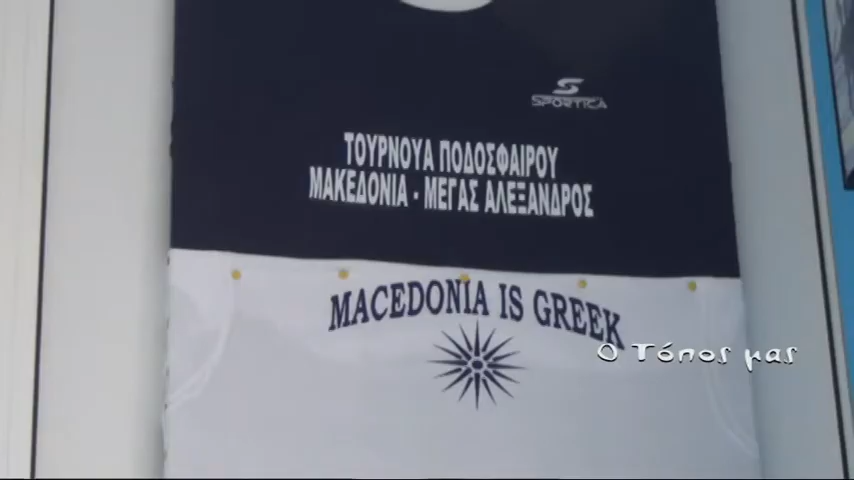 SPORTICA
ΤΟΥΡΝΟΥΑ ΠΟΔΟΣΦΑΙΡΟΥ
ΜΑΚΕΔΟΝΙΑ - ΜΕΓΑΣ ΑΛΕΞΑΝΔΡΟΣ
MACEDONIA IS GREEK
Ο Τόπος μας